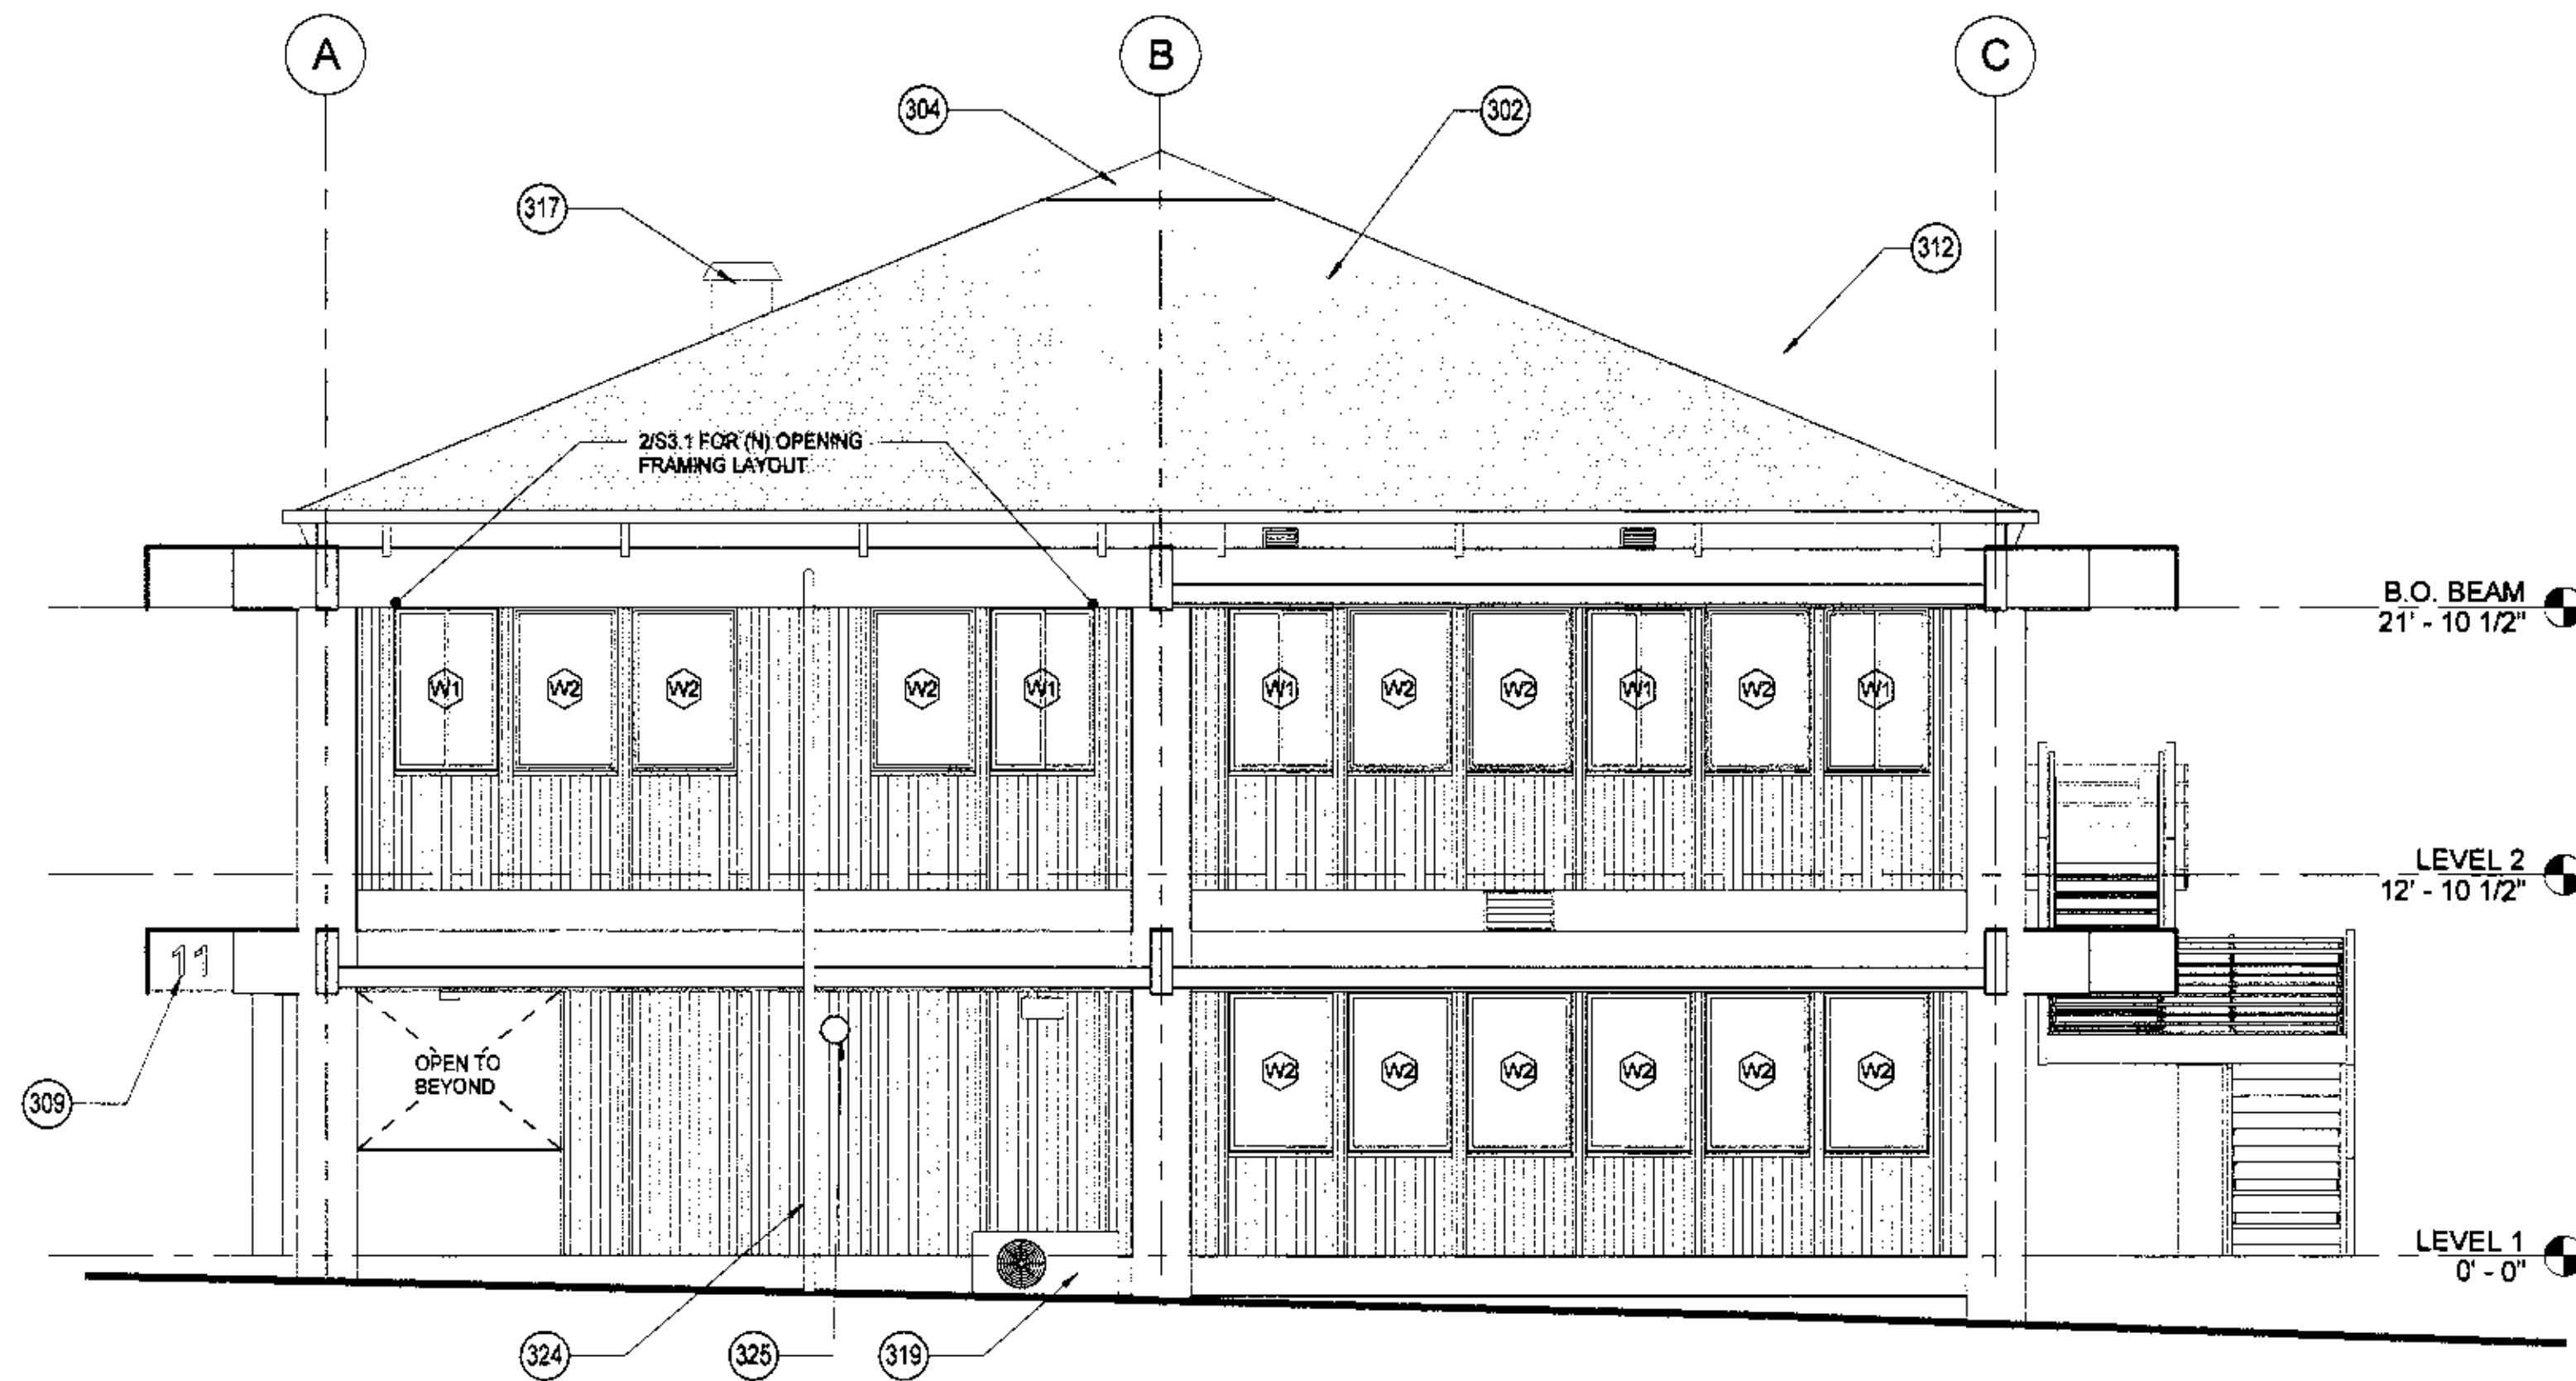 A
B
C
304
302
317
312
2/S3.1 FOR (N) OPENING
FRAMING LAYOUT
B.O. BEAM
21' - 10 1/2"
W1
W2
W2
W2
W1
W1
W2
W2
W1
W2
W1
LEVEL 2
12' - 10 1/2"
11
OPEN TO
BEYOND
W2
W2
W2
W2
W2
W2
309
LEVEL 1
0' - 0"
324
325
319